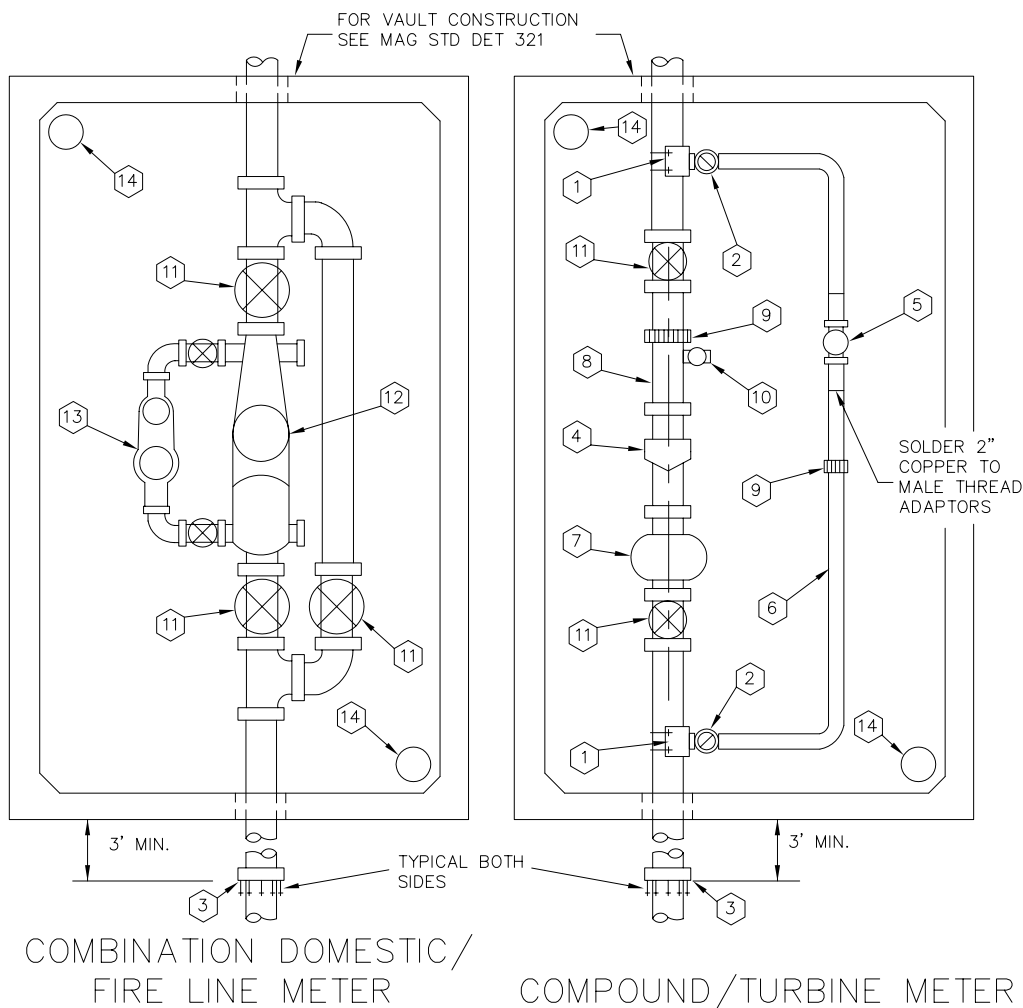 FOR VAULT CONSTRUCTION
SEE MAG STD DET 321
14
11
13
12
11
11
14
3' MIN.
3
TYPICAL BOTH
SIDES
COMBINATION DOMESTIC/
FIRE LINE METER
14
1
2
11
9
5
8
10
4
SOLDER 2"
COPPER TO
MALE THREAD
ADAPTORS
9
7
6
11
2
1
14
3' MIN.
3
COMPOUND/TURBINE METER